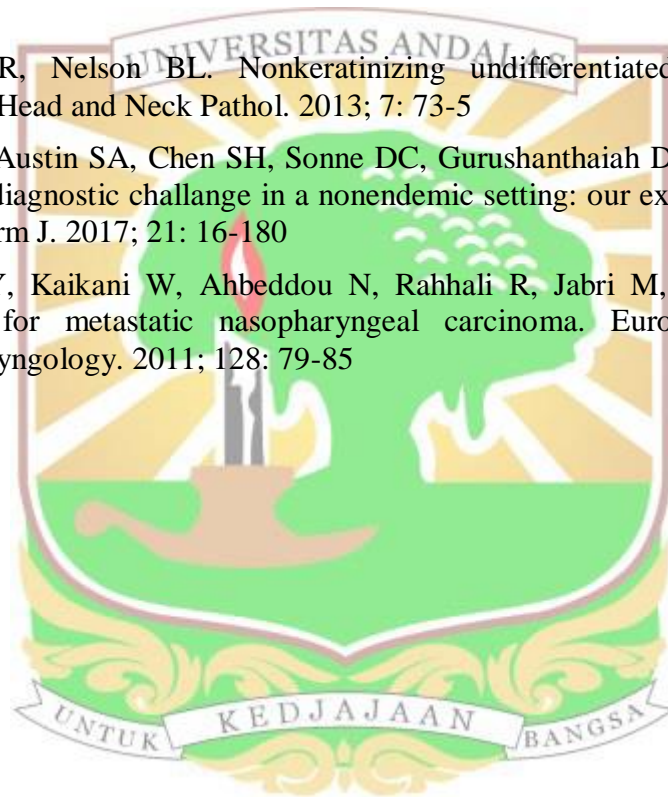 UNIVERSITAS ANDALAS
R, Nelson BL. Nonkeratinizing undifferentiated
Head and Neck Pathol. 2013; 7: 73-5
Austin SA, Chen SH, Sonne DC, Gurushanthaiah D
diagnostic challange in a nonendemic setting: our ex
rm J. 2017; 21: 16-180
, Kaikani W, Ahbeddou N, Rahhali R, Jabri M,
for metastatic nasopharyngeal carcinoma. Euro
yngology. 2011; 128: 79-85
UNTUK KEDJAJAAN BANGSA